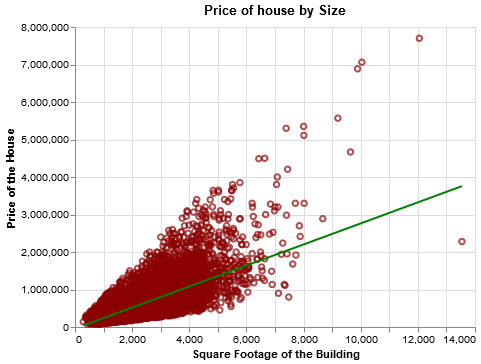 Price of house by Size
8,000,000
7,000,000
6,000,000
5,000,000
4,000,000
3,000,000
2,000,000
1,000,000
0
0 2,000 4,000 6,000 8,000 10,000 12,000 14,000
Price of the House
Square Footage of the Building